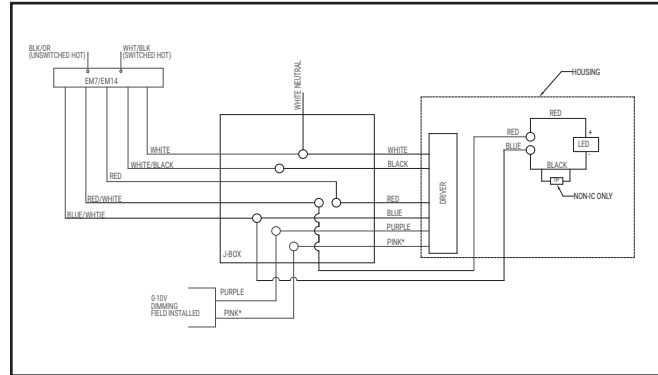 BLK/OR
(UNSWITCHED HOT)
WHT/BLK
(SWITCHED HOT)
EM7/EM14
WHITE NEUTRAL
HOUSING
RED
RED
BLUE
+
LED
-
BLACK
TP
NON-IC ONLY
WHITE
WHITE
WHITE/BLACK
BLACK
RED
DRIVER
RED/WHITE
RED
BLUE/WHTIE
BLUE
PURPLE
PINK*
J-BOX
0-10V
DIMMING
FIELD INSTALLED
PURPLE
PINK*